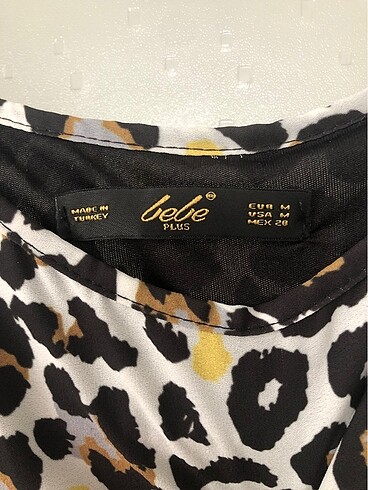 MADE IN
TURKEY
bebe®
PLUS
EUR M
USA M
MEX 28